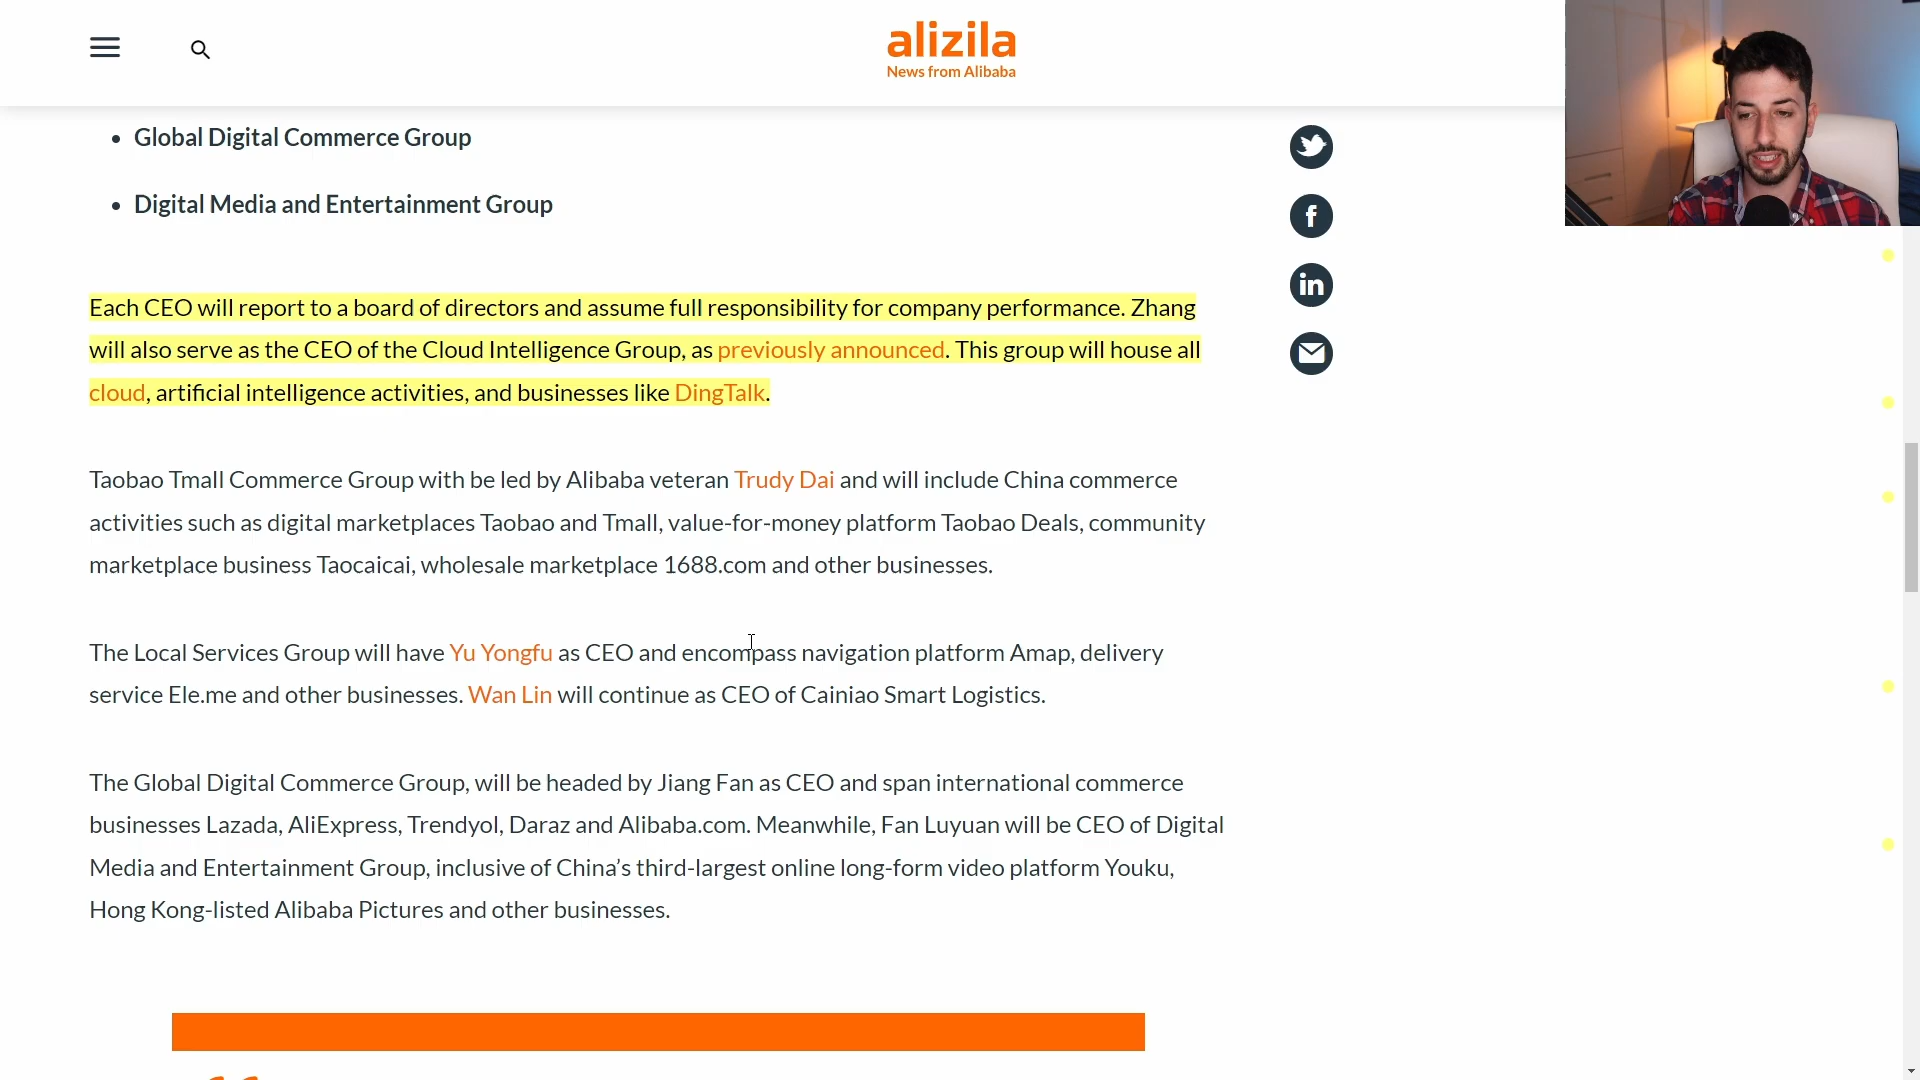 alizila
News from Alibaba
Global Digital Commerce Group
Digital Media and Entertainment Group
Each CEO will report to a board of directors and assume full responsibility for company performance. Zhang
will also serve as the CEO of the Cloud Intelligence Group, as previously announced. This group will house all
cloud, artificial intelligence activities, and businesses like DingTalk.
Taobao Tmall Commerce Group with be led by Alibaba veteran Trudy Dai and will include China commerce
activities such as digital marketplaces Taobao and Tmall, value-for-money platform Taobao Deals, community
marketplace business Taocaicai, wholesale marketplace 1688.com and other businesses.
The Local Services Group will have Yu Yongfu as CEO and encompass navigation platform Amap, delivery
service Ele.me and other businesses. Wan Lin will continue as CEO of Cainiao Smart Logistics.
The Global Digital Commerce Group, will be headed by Jiang Fan as CEO and span international commerce
businesses Lazada, AliExpress, Trendyol, Daraz and Alibaba.com. Meanwhile, Fan Luyuan will be CEO of Digital
Media and Entertainment Group, inclusive of China’s third-largest online long-form video platform Youku,
Hong Kong-listed Alibaba Pictures and other businesses.